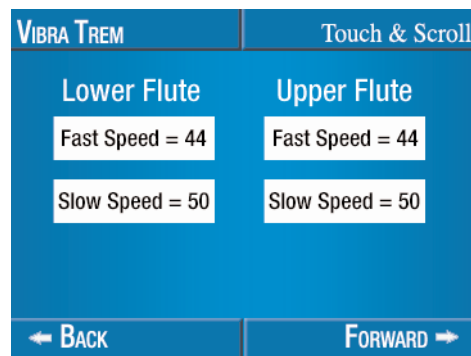 VIBRA TREM
Touch & Scroll
Lower Flute
Upper Flute
Fast Speed = 44
Fast Speed = 44
Slow Speed = 50
Slow Speed = 50
BACK
FORWARD